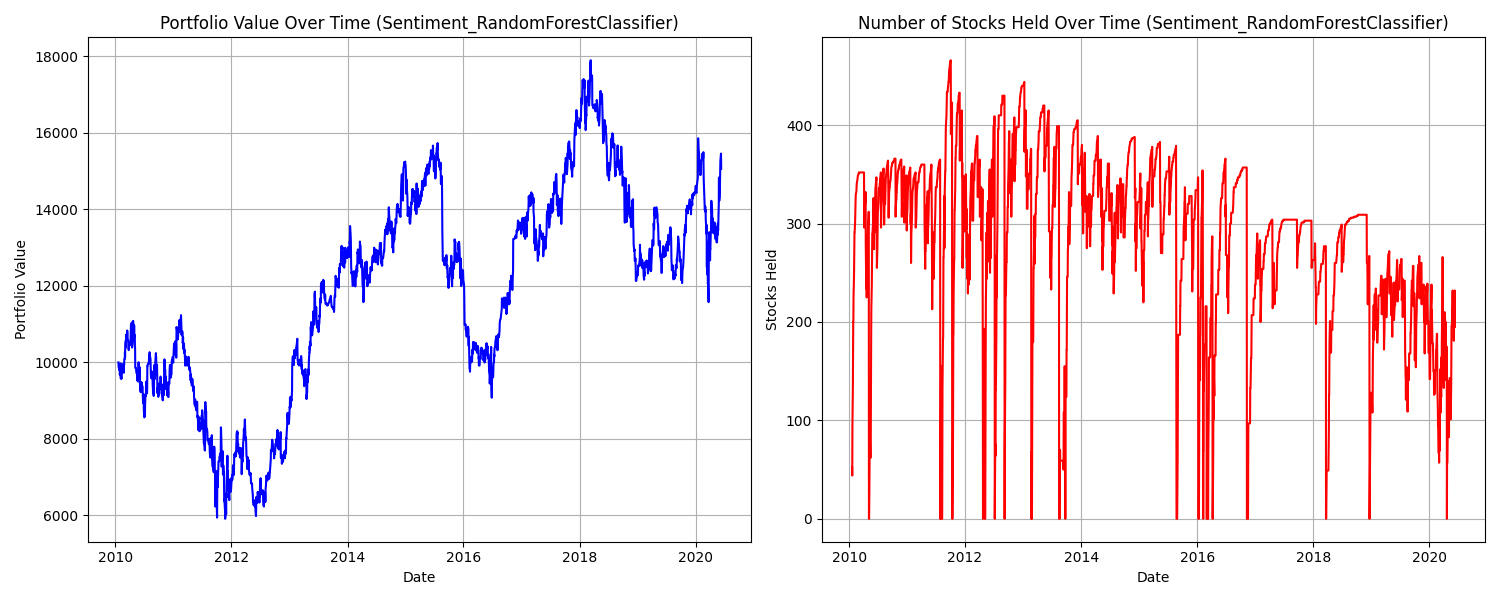 Portfolio Value Over Time (Sentiment_RandomForestClassifier)
Portfolio Value
18000
16000
14000
12000
10000
8000
6000
2010 2012 2014 2016 2018 2020
Date
Number of Stocks Held Over Time (Sentiment_RandomForestClassifier)
Stocks Held
400
300
200
100
0
2010 2012 2014 2016 2018 2020
Date